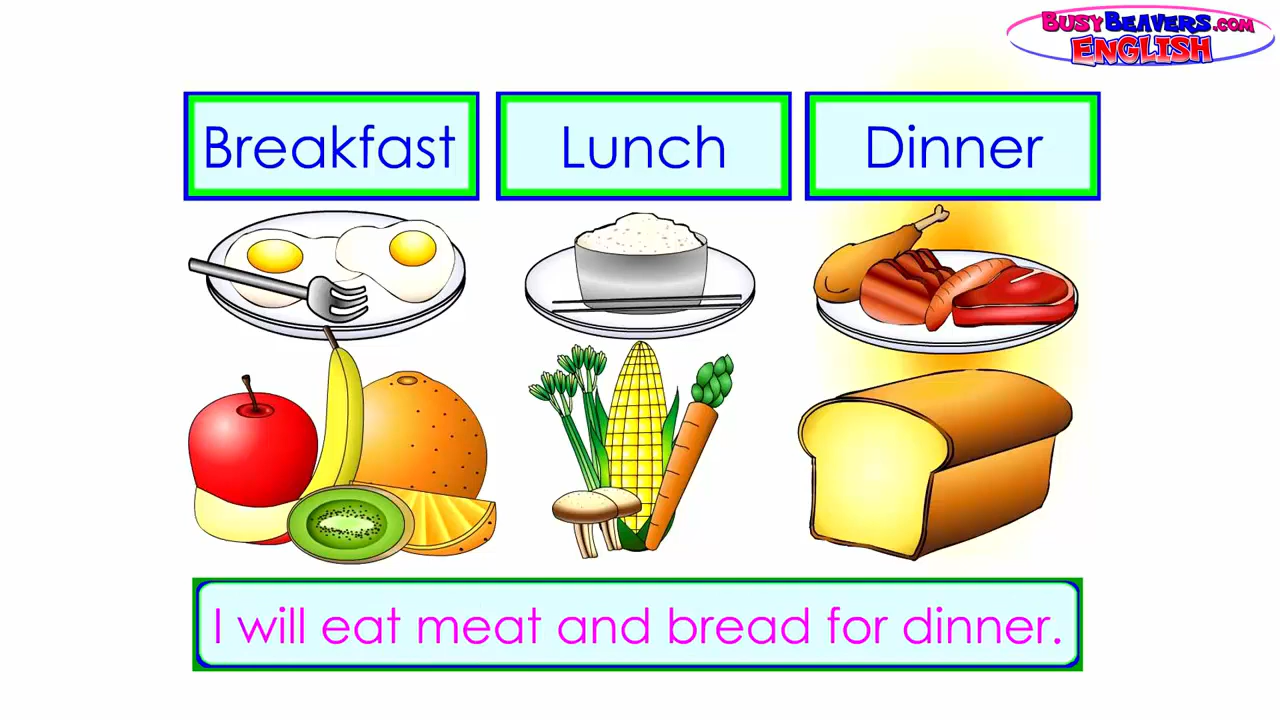 BUSYBEAVERS.COM
ENGLISH
Breakfast Lunch Dinner
I will eat meat and bread for dinner.